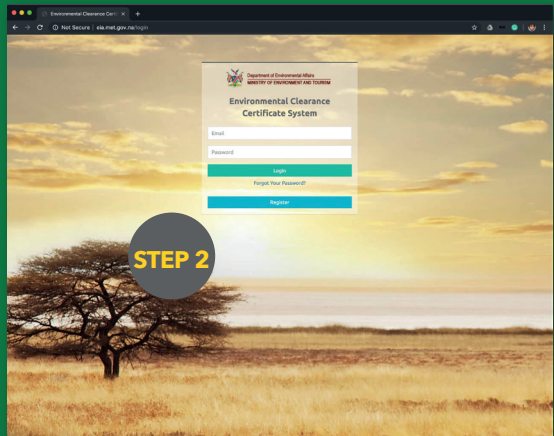 Environmental Clearance Certi
Not Secure | eia.met.gov.na/login
Department of Environmental Affairs
MINISTRY OF ENVIRONMENT AND TOURISM
Environmental Clearance
Certificate System
Email
Password
Login
Forgot Your Password?
Register
STEP 2